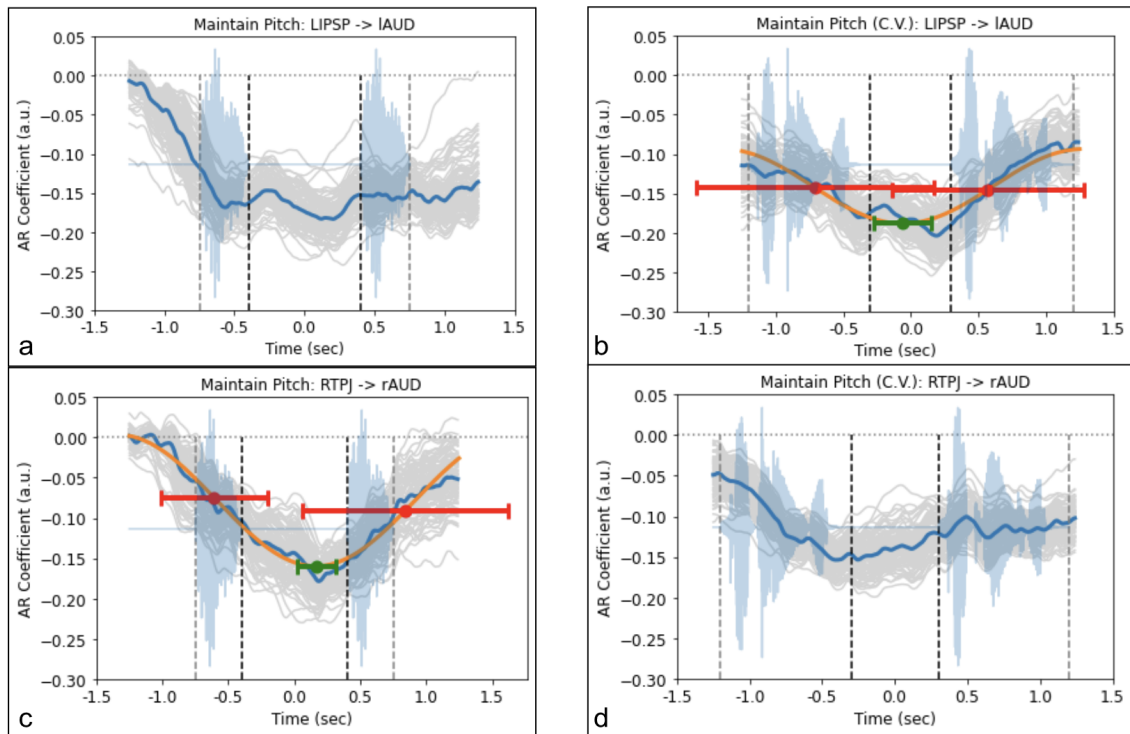 Maintain Pitch: LIPSP -> lAUD
0.05
0.00
−0.05
−0.10
−0.15
−0.20
−0.25
−0.30
AR Coefficient (a.u.)
-1.5 -1.0 -0.5 0.0 0.5 1.0 1.5
Time (sec)
a
Maintain Pitch (C.V.): LIPSP -> lAUD
0.05
0.00
−0.05
−0.10
−0.15
−0.20
−0.25
−0.30
AR Coefficient (a.u.)
-1.5 -1.0 -0.5 0.0 0.5 1.0 1.5
Time (sec)
b
Maintain Pitch: RTPJ -> rAUD
0.05
0.00
−0.05
−0.10
−0.15
−0.20
−0.25
−0.30
AR Coefficient (a.u.)
-1.5 -1.0 -0.5 0.0 0.5 1.0 1.5
Time (sec)
c
Maintain Pitch (C.V.): RTPJ -> rAUD
0.05
0.00
−0.05
−0.10
−0.15
−0.20
−0.25
−0.30
AR Coefficient (a.u.)
-1.5 -1.0 -0.5 0.0 0.5 1.0 1.5
Time (sec)
d